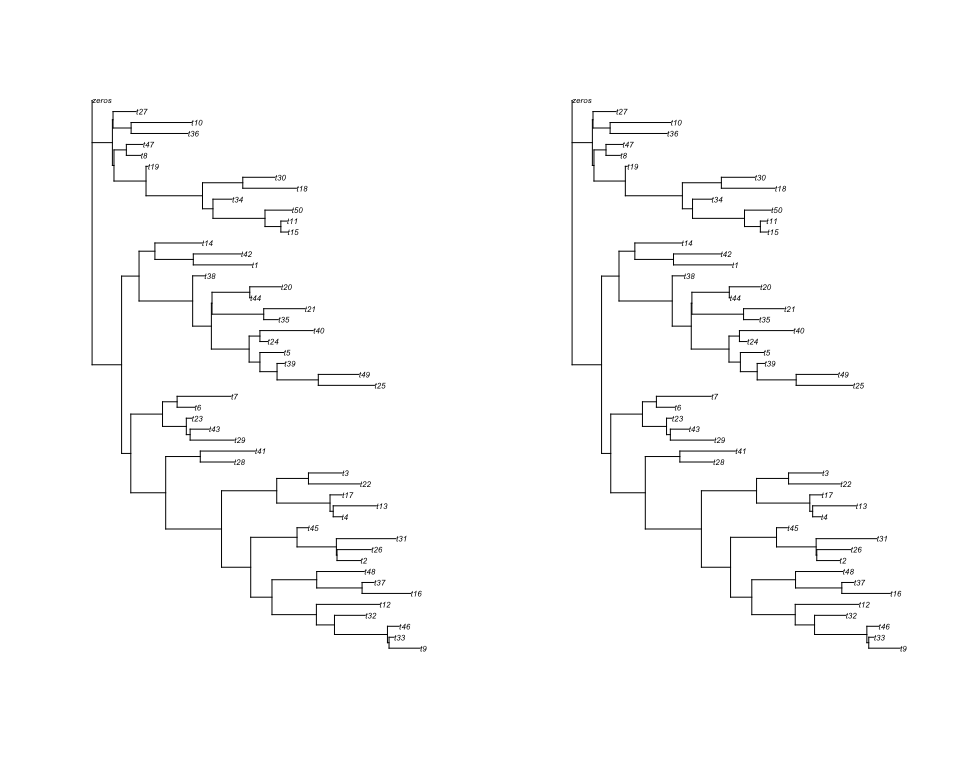 zeros
t27
t10
t36
t47
t8
t19
t30
t18
t34
t50
t11
t15
t14
t42
t1
t38
t20
t44
t21
t35
t40
t24
t5
t39
t49
t25
t7
t6
t23
t43
t29
t41
t28
t3
t22
t17
t13
t4
t45
t31
t26
t2
t48
t37
t16
t12
t32
t46
t33
t9
zeros
t27
t10
t36
t47
t8
t19
t30
t18
t34
t50
t11
t15
t14
t42
t1
t38
t20
t44
t21
t35
t40
t24
t5
t39
t49
t25
t7
t6
t23
t43
t29
t41
t28
t3
t22
t17
t13
t4
t45
t31
t26
t2
t48
t37
t16
t12
t32
t46
t33
t9